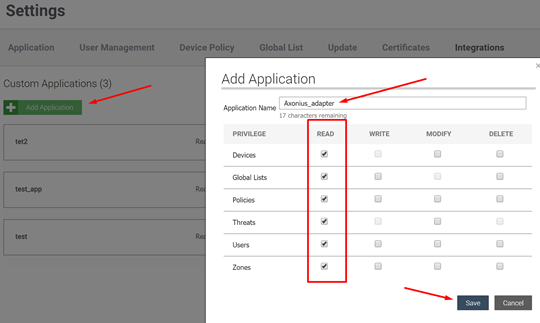 Settings
Application User Management Device Policy Global List Update Certificates Integrations
Custom Applications (3)
Add Application
tet2 Rea
test_app Rea
test Rea
Add Application
Application Name Axonius_adapter
17 characters remaining
PRIVILEGE READ WRITE MODIFY DELETE
Devices
Global Lists
Policies
Threats
Users
Zones
Save Cancel